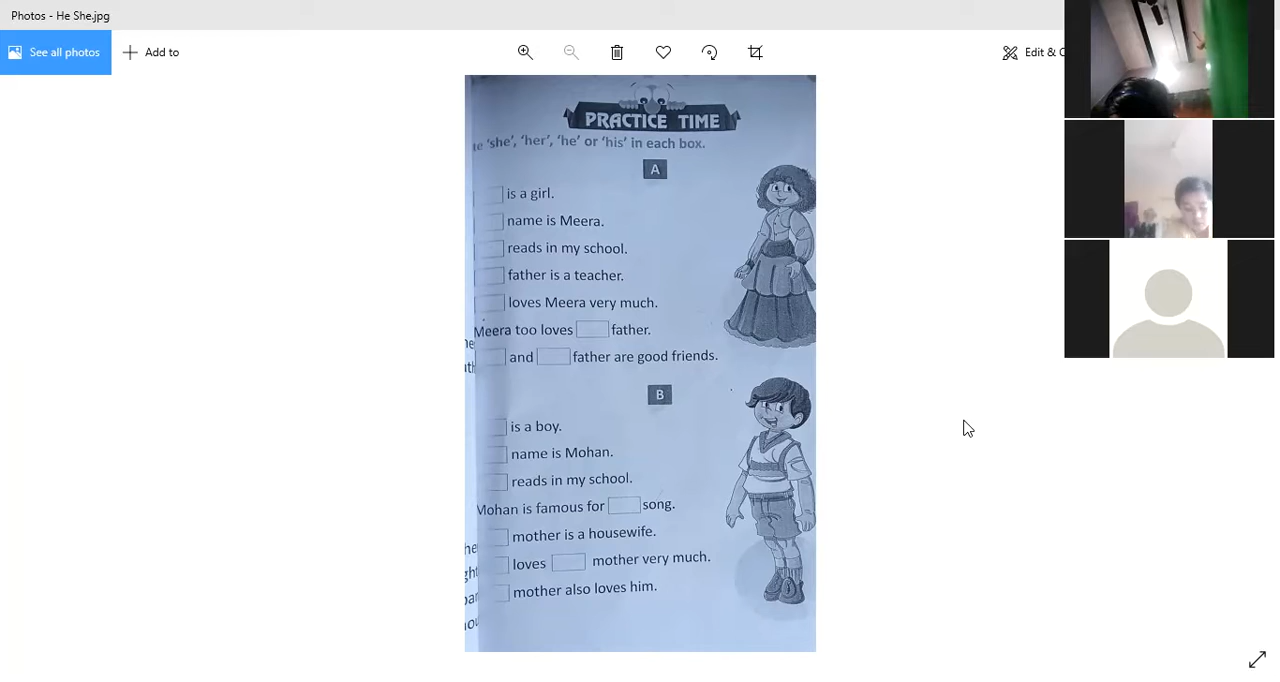 Photos - He She.jpg
See all photos
Add to
Edit &
PRACTICE TIME
'she', 'her', 'he' or 'his' in each box.
A
is a girl.
name is Meera.
reads in my school.
father is a teacher.
loves Meera very much.
Meera too loves father.
and father are good friends.
B
is a boy.
name is Mohan.
reads in my school.
Mohan is famous for song.
mother is a housewife.
loves mother very much.
mother also loves him.